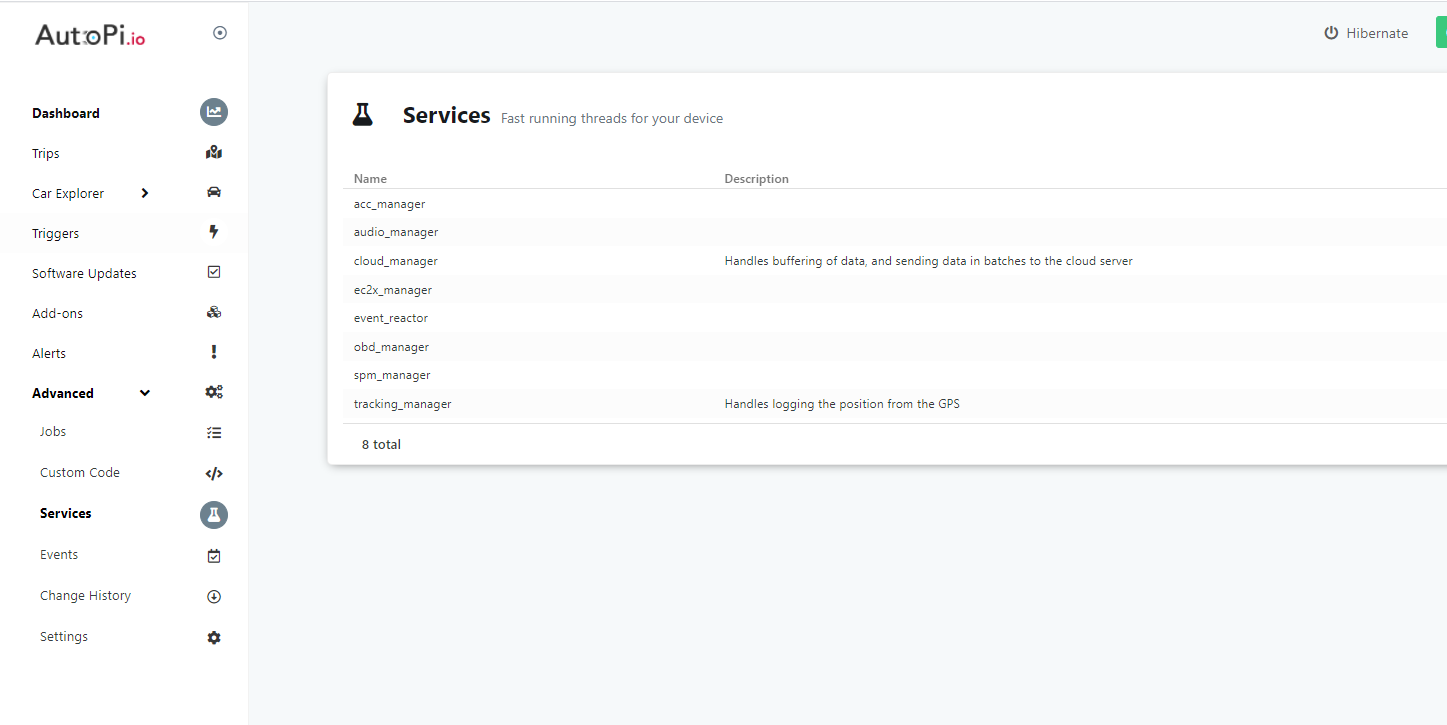 AutoPi.io
Hibernate
Dashboard
Trips
Car Explorer
Triggers
Software Updates
Add-ons
Alerts
Advanced
Jobs
Custom Code
Services
Events
Change History
Settings
Services Fast running threads for your device
Name Description
acc_manager
audio_manager
cloud_manager Handles buffering of data, and sending data in batches to the cloud server
ec2x_manager
event_reactor
obd_manager
spm_manager
tracking_manager Handles logging the position from the GPS
8 total